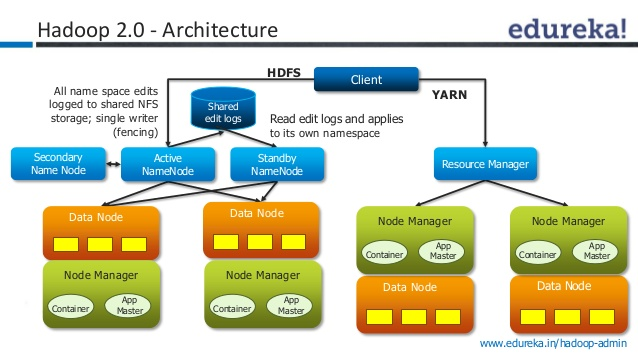 Hadoop 2.0 - Architecture
edureka!
HDFS
Client
YARN
All name space edits
logged to shared NFS
storage; single writer
(fencing)
Shared
edit logs
Read edit logs and applies
to its own namespace
Secondary
Name Node
Active
NameNode
Standby
NameNode
Resource Manager
Data Node
Data Node
Node Manager
Container
App
Master
Node Manager
Container
App
Master
Node Manager
Container
App
Master
Node Manager
Container
App
Master
Data Node
Data Node
www.edureka.in/hadoop-admin